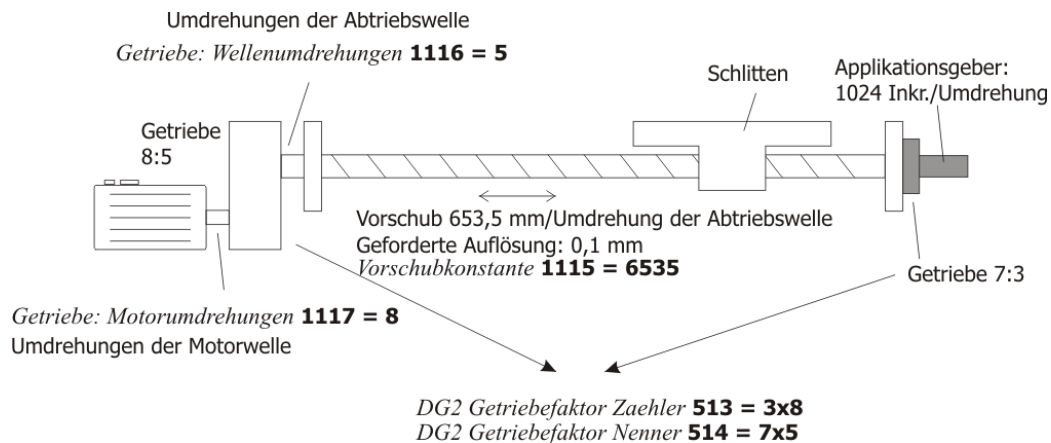 Umdrehungen der Abtriebswelle
Getriebe: Wellenumdrehungen 1116 = 5
Schlitten
Applikationsgeber:
1024 Inkr./Umdrehung
Getriebe
8:5
Vorschub 653,5 mm/Umdrehung der Abtriebswelle
Geforderte Auflösung: 0,1 mm
Vorschubkonstante 1115 = 6535
Getriebe 7:3
Getriebe: Motorumdrehungen 1117 = 8
Umdrehungen der Motorwelle
DG2 Getriebefaktor Zaehler 513 = 3x8
DG2 Getriebefaktor Nenner 514 = 7x5